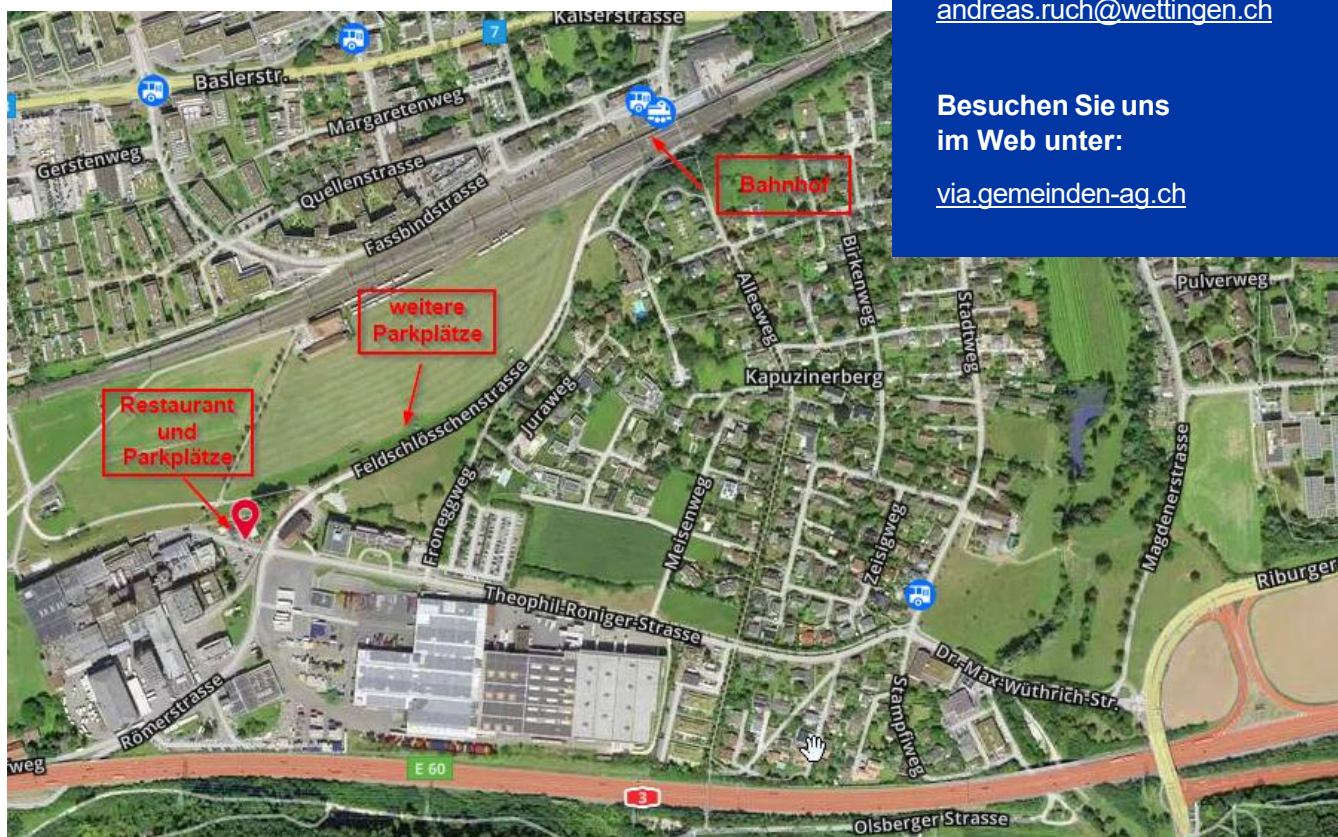 andreas.ruch@wettingen.ch
Besuchen Sie uns
im Web unter:
via.gemeinden-ag.ch
Kaiserstrasse
7
Baslerstr.
Margaretenweg
Gerstenweg
Quellenstrasse
Fassbindstrasse
Bahnhof
Birkenweg
Alleeweg
Stadtweg
Pulverweg
weitere
Parkplätze
Kapuzinerberg
Juraweg
Feldschlösschenstrasse
Restaurant
und
Parkplätze
Froneggweg
Meisenweg
Zeisigweg
Magdenerstrasse
Riburger
Theophil-Roniger-Strasse
Dr.-Max-Wüthrich-Str.
Stampfiweg
Römerstrasse
weg
E 60
3
Olsberger Strasse